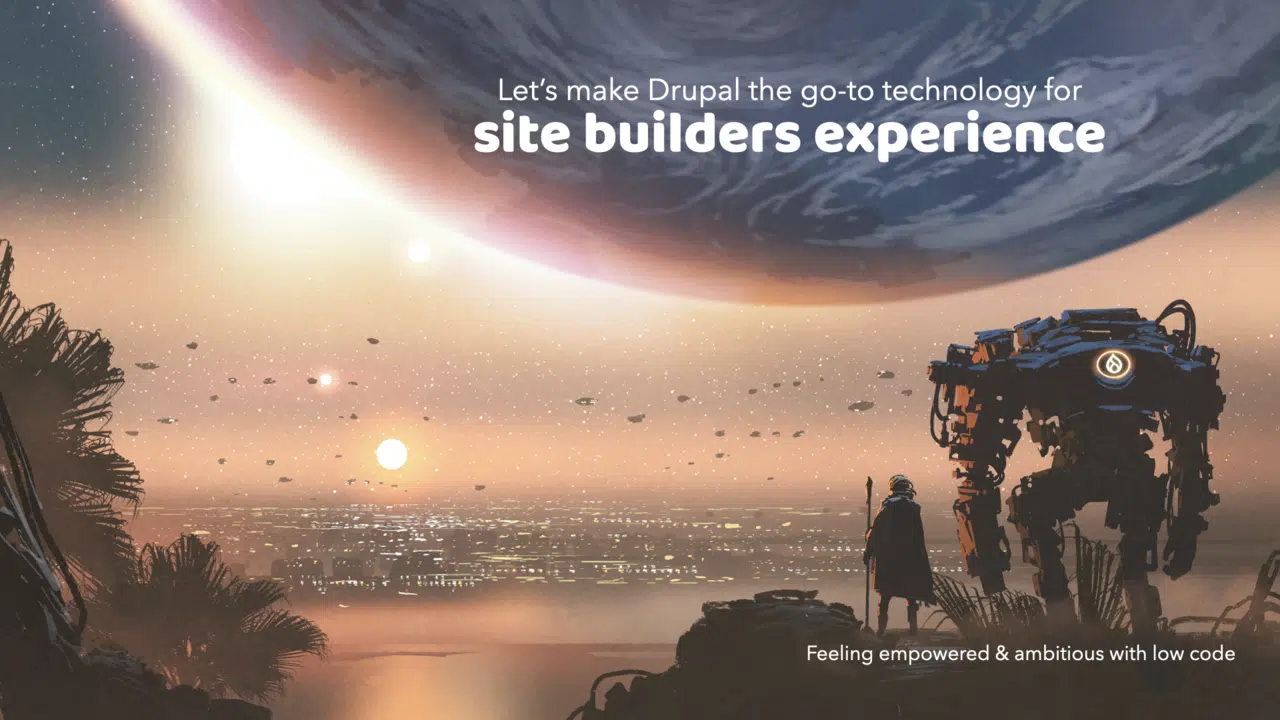 Let’s make Drupal the go-to technology for
site builders experience
Feeling empowered & ambitious with low code